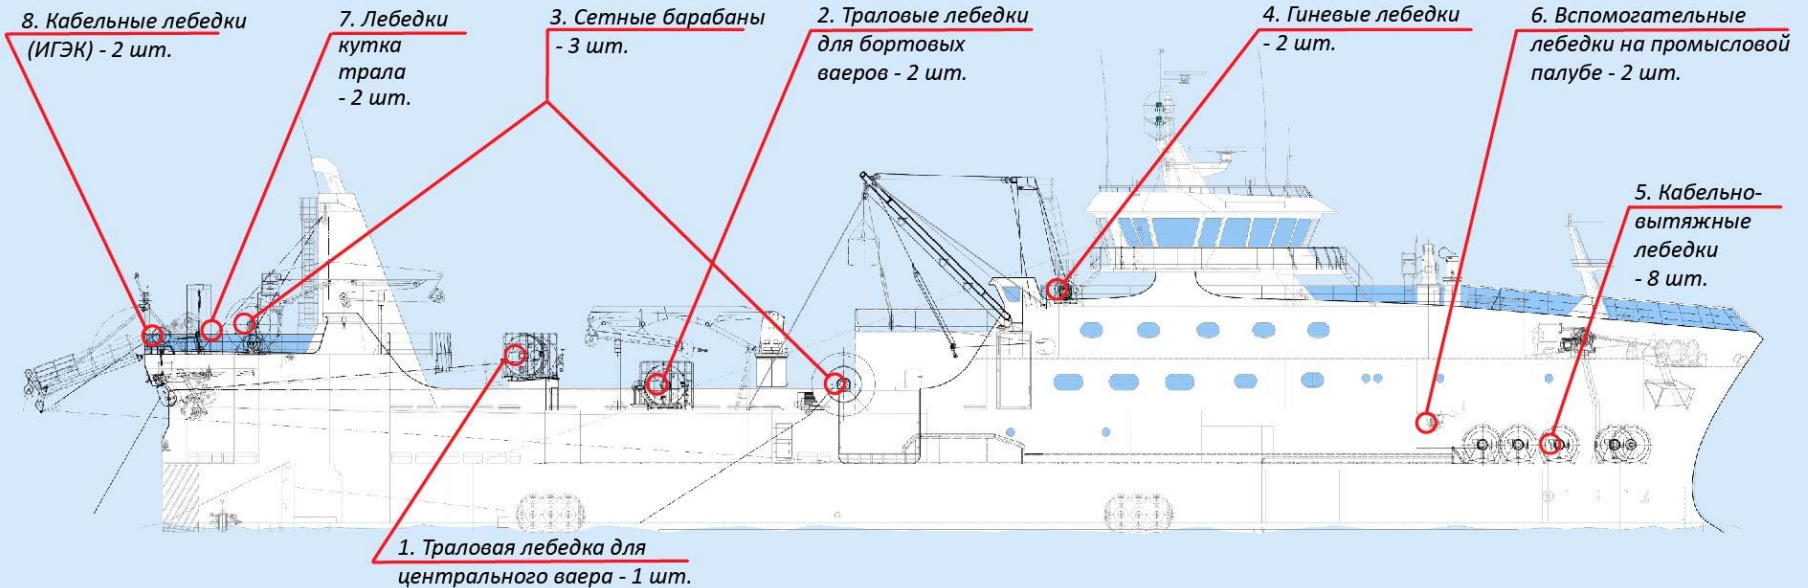 8. Кабельные лебедки
(ИГЭК) - 2 шт.
7. Лебедки
кутка
трала
- 2 шт.
3. Сетные барабаны
- 3 шт.
2. Траловые лебедки
для бортовых
ваеров - 2 шт.
4. Гиневые лебедки
- 2 шт.
6. Вспомогательные
лебедки на промысловой
палубе - 2 шт.
5. Кабельно-
вытяжные
лебедки
- 8 шт.
1. Траловая лебедка для
центрального ваера - 1 шт.